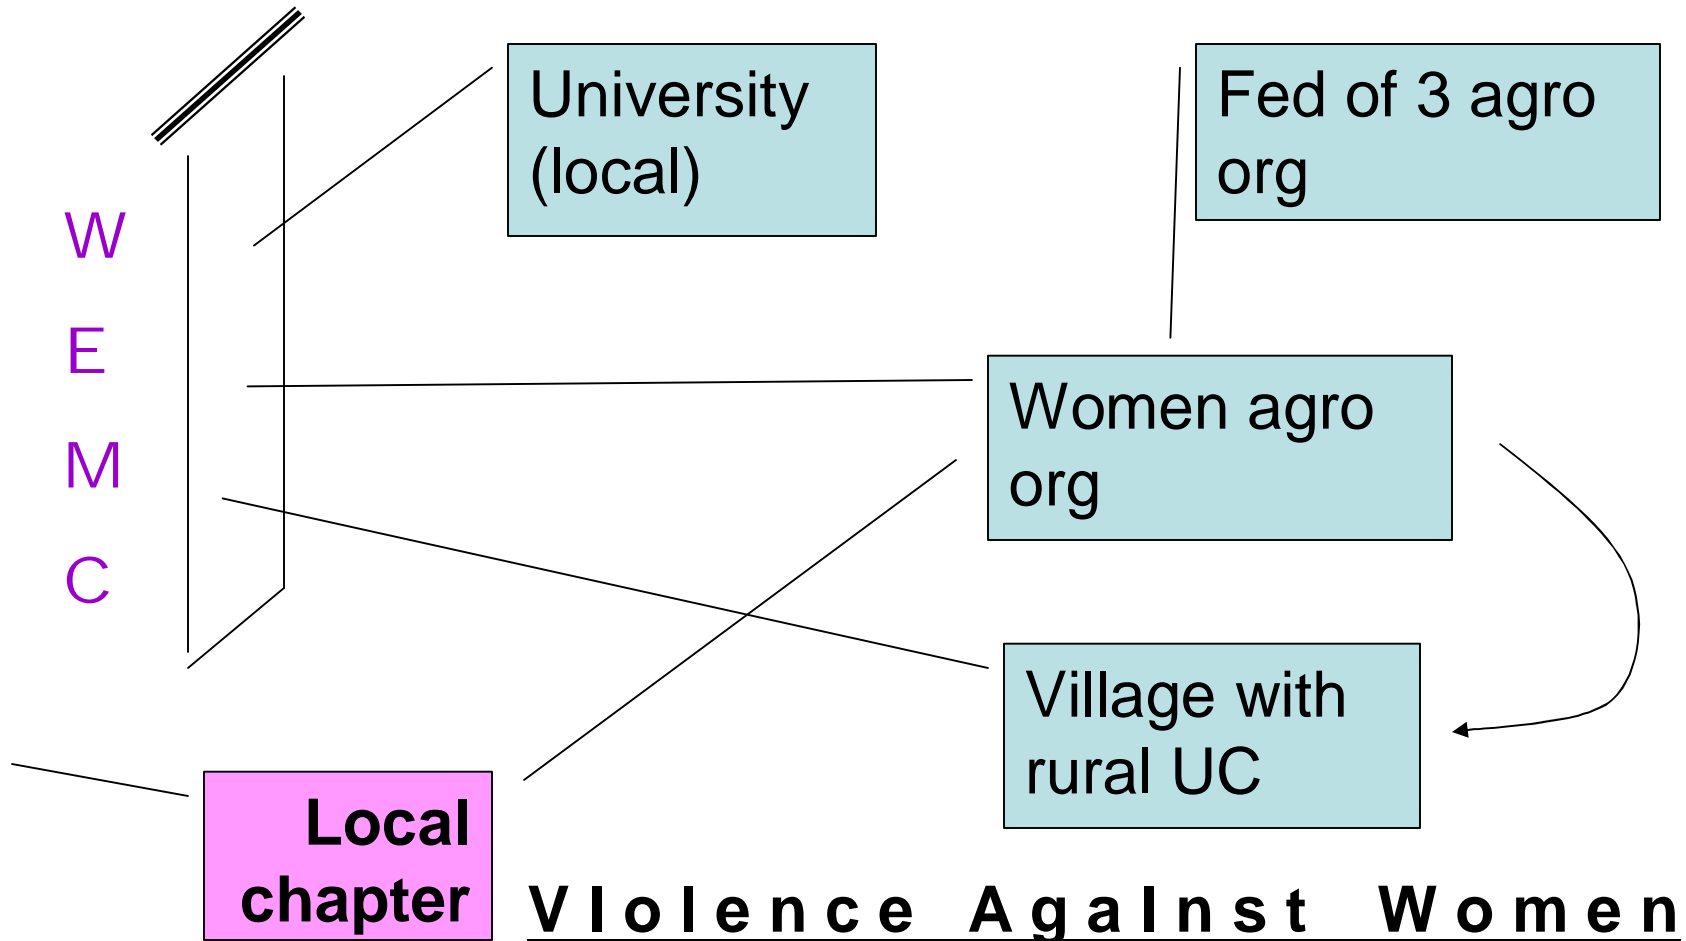 W
E
M
C
University
(local)
Fed of 3 agro
org
Women agro
org
Village with
rural UC
Local
chapter
VIolence AgaInst Women